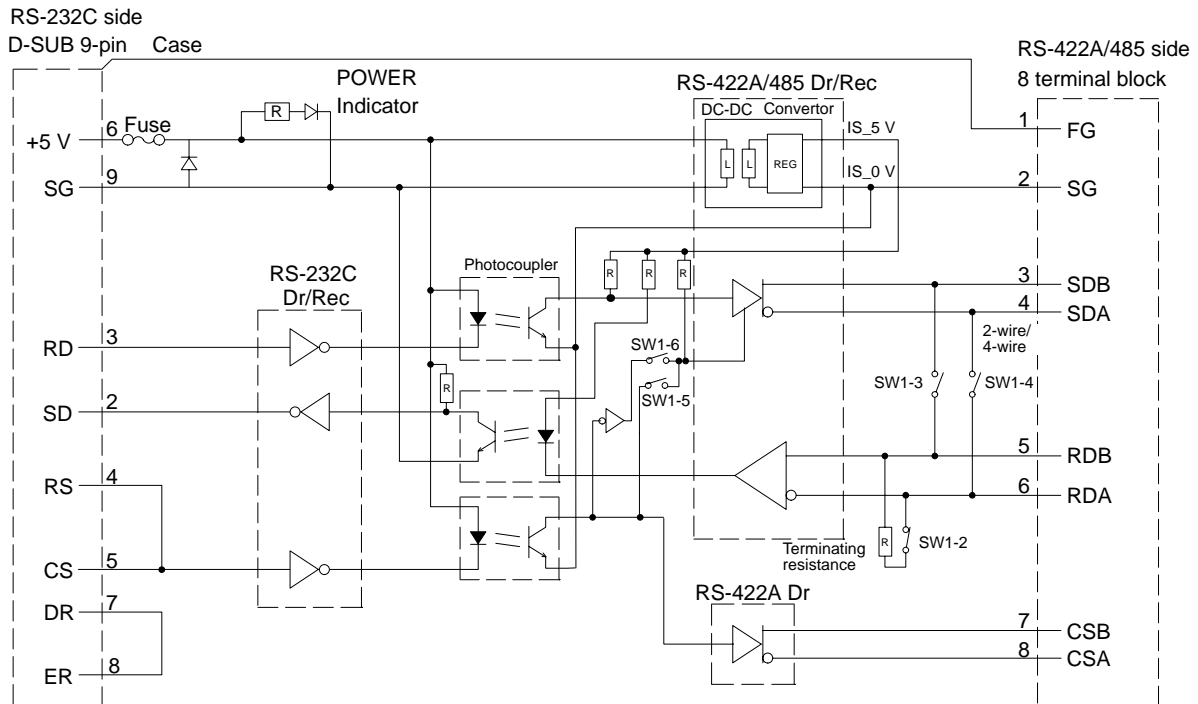 RS-232C side
D-SUB 9-pin Case
RS-422A/485 side
8 terminal block
POWER
Indicator
RS-422A/485 Dr/Rec
DC-DC Convertor
R
+5 V 6 Fuse
IS_5 V
1 FG
L L REG
SG 9
IS_0 V
2 SG
Photocoupler
R R R
RS-232C
Dr/Rec
3 SDB
4 SDA
2-wire/
4-wire
RD 3
SW1-6
R
SW1-5
SW1-3 SW1-4
SD 2
5 RDB
RS 4
6 RDA
R SW1-2
Terminating
resistance
CS 5
RS-422A Dr
DR 7
7 CSB
8 CSA
ER 8